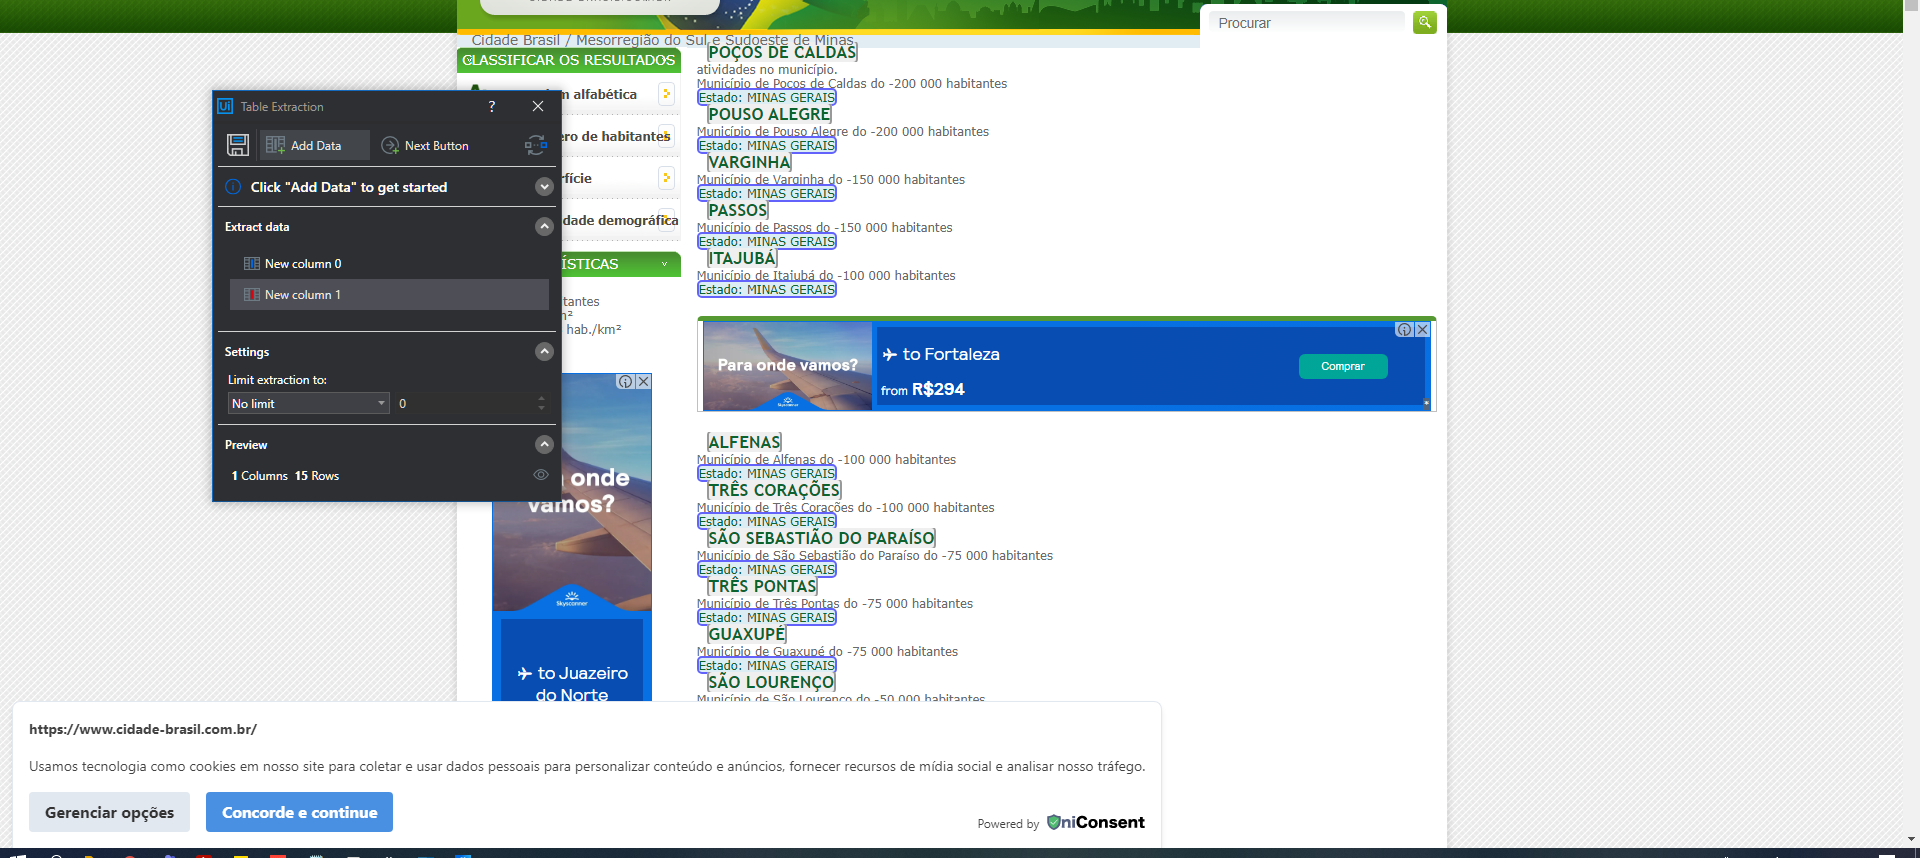 Procurar
Cidade Brasil / Mesorregião do Sul e Sudoeste de Minas
CLASSIFICAR OS RESULTADOS
alfabética
ero de habitantes
rfície
dade demográfica
ÍSTICAS
tantes
m²
hab./km²
Table Extraction
?
Add Data
Next Button
Click "Add Data" to get started
Extract data
New column 0
New column 1
Settings
Limit extraction to:
No limit
0
Preview
1 Columns 15 Rows
POÇOS DE CALDAS
atividades no município.
Município de Poços de Caldas do -200 000 habitantes
Estado: MINAS GERAIS
POUSO ALEGRE
Município de Pouso Alegre do -200 000 habitantes
Estado: MINAS GERAIS
VARGINHA
Município de Varginha do -150 000 habitantes
Estado: MINAS GERAIS
PASSOS
Município de Passos do -150 000 habitantes
Estado: MINAS GERAIS
ITAJUBÁ
Município de Itajubá do -100 000 habitantes
Estado: MINAS GERAIS
Para onde vamos?
Skyscanner
to Fortaleza
from R$294
Comprar
ALFENAS
Município de Alfenas do -100 000 habitantes
Estado: MINAS GERAIS
TRÊS CORAÇÕES
Município de Três Corações do -100 000 habitantes
Estado: MINAS GERAIS
SÃO SEBASTIÃO DO PARAÍSO
Município de São Sebastião do Paraíso do -75 000 habitantes
Estado: MINAS GERAIS
TRÊS PONTAS
Município de Três Pontas do -75 000 habitantes
Estado: MINAS GERAIS
GUAXUPÉ
Município de Guaxupé do -75 000 habitantes
Estado: MINAS GERAIS
SÃO LOURENÇO
Município de São Lourenço do -50 000 habitantes
onde
vamos?
Skyscanner
to Juazeiro
do Norte
https://www.cidade-brasil.com.br/
Usamos tecnologia como cookies em nosso site para coletar e usar dados pessoais para personalizar conteúdo e anúncios, fornecer recursos de mídia social e analisar nosso tráfego.
Gerenciar opções
Concorde e continue
Powered by UniConsent